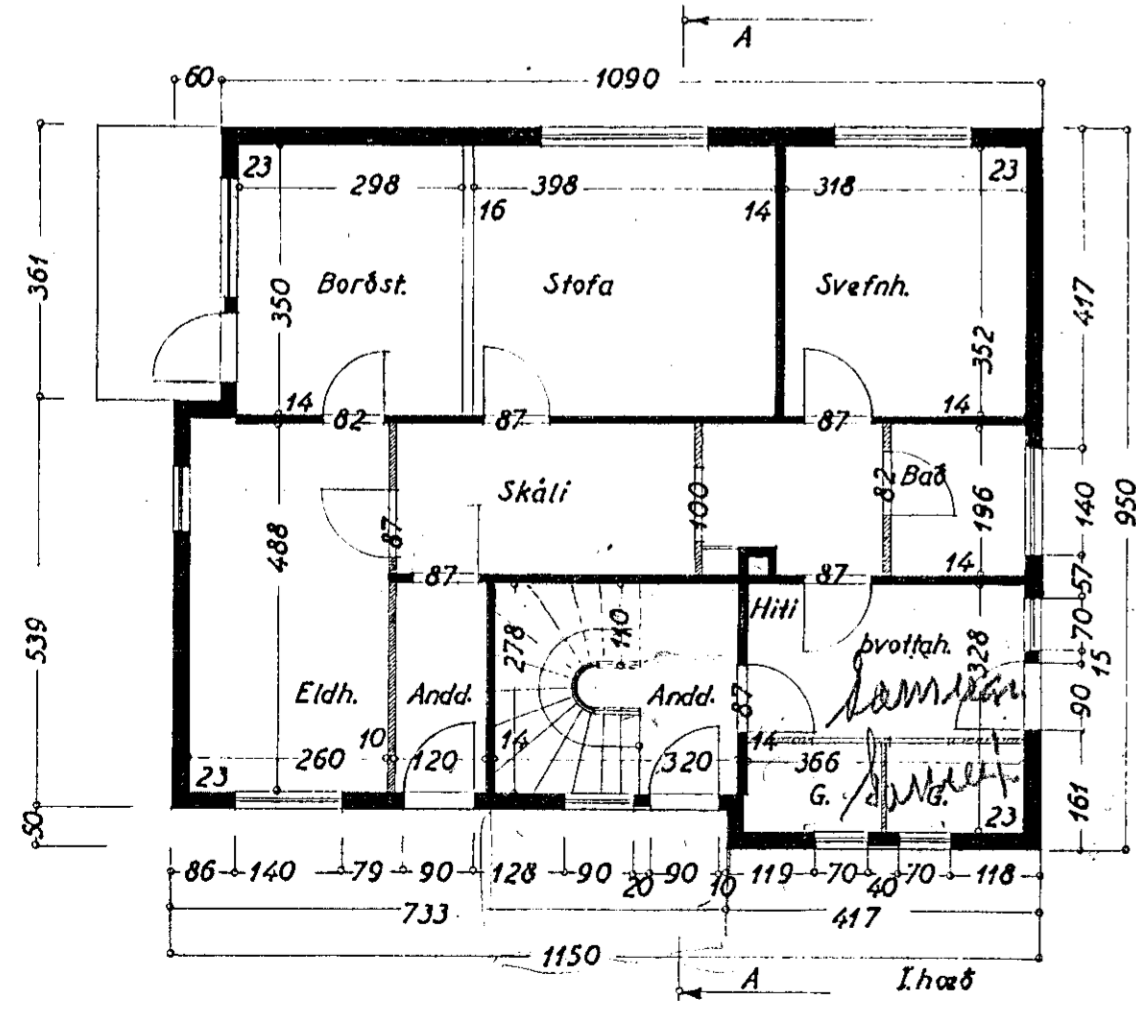 A
60 1090
23 298 398 318 23
16 14
361 350 Borðst. Stofa Svefnh. 417
352
14 82 87 87 14
Skáli 100 82 Bað 196 140 950
488 87
87 87 14 57
Hiti
539 278 110 þvottah. 328 70 15
Eldh. Andd. Andd. 87
10 14 14 90
260 120 320 366
23 G. G. 23 161
50
86 140 79 90 128 90 20 90 10 119 70 40 70 118
733 417
1150
A I. hæð